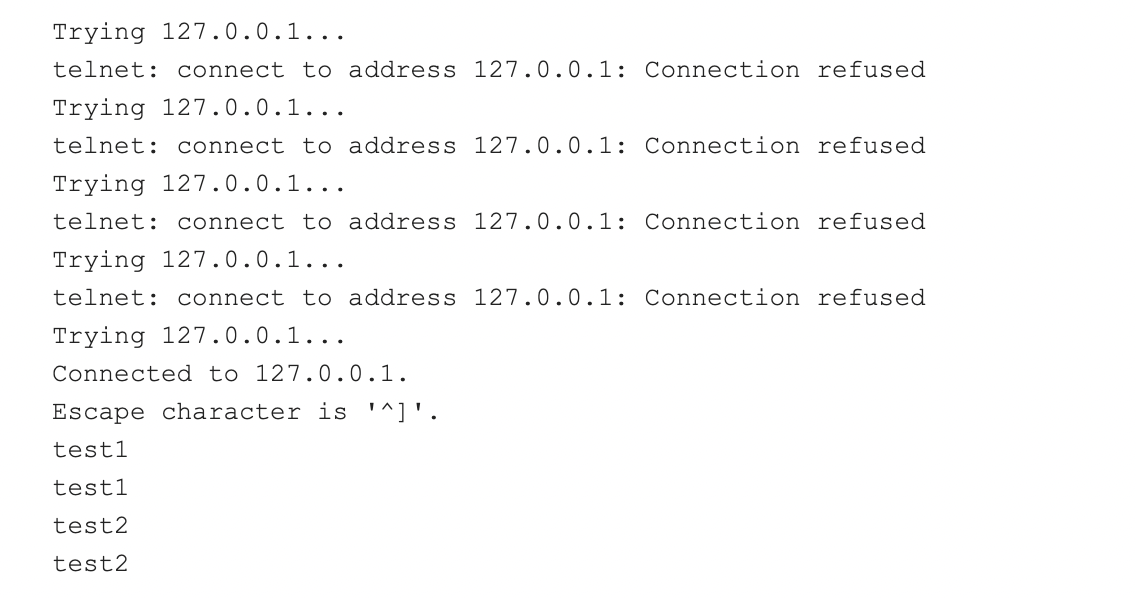 Trying 127.0.0.1...
telnet: connect to address 127.0.0.1: Connection refused
Trying 127.0.0.1...
telnet: connect to address 127.0.0.1: Connection refused
Trying 127.0.0.1...
telnet: connect to address 127.0.0.1: Connection refused
Trying 127.0.0.1...
telnet: connect to address 127.0.0.1: Connection refused
Trying 127.0.0.1...
Connected to 127.0.0.1.
Escape character is '^]'.
test1
test1
test2
test2